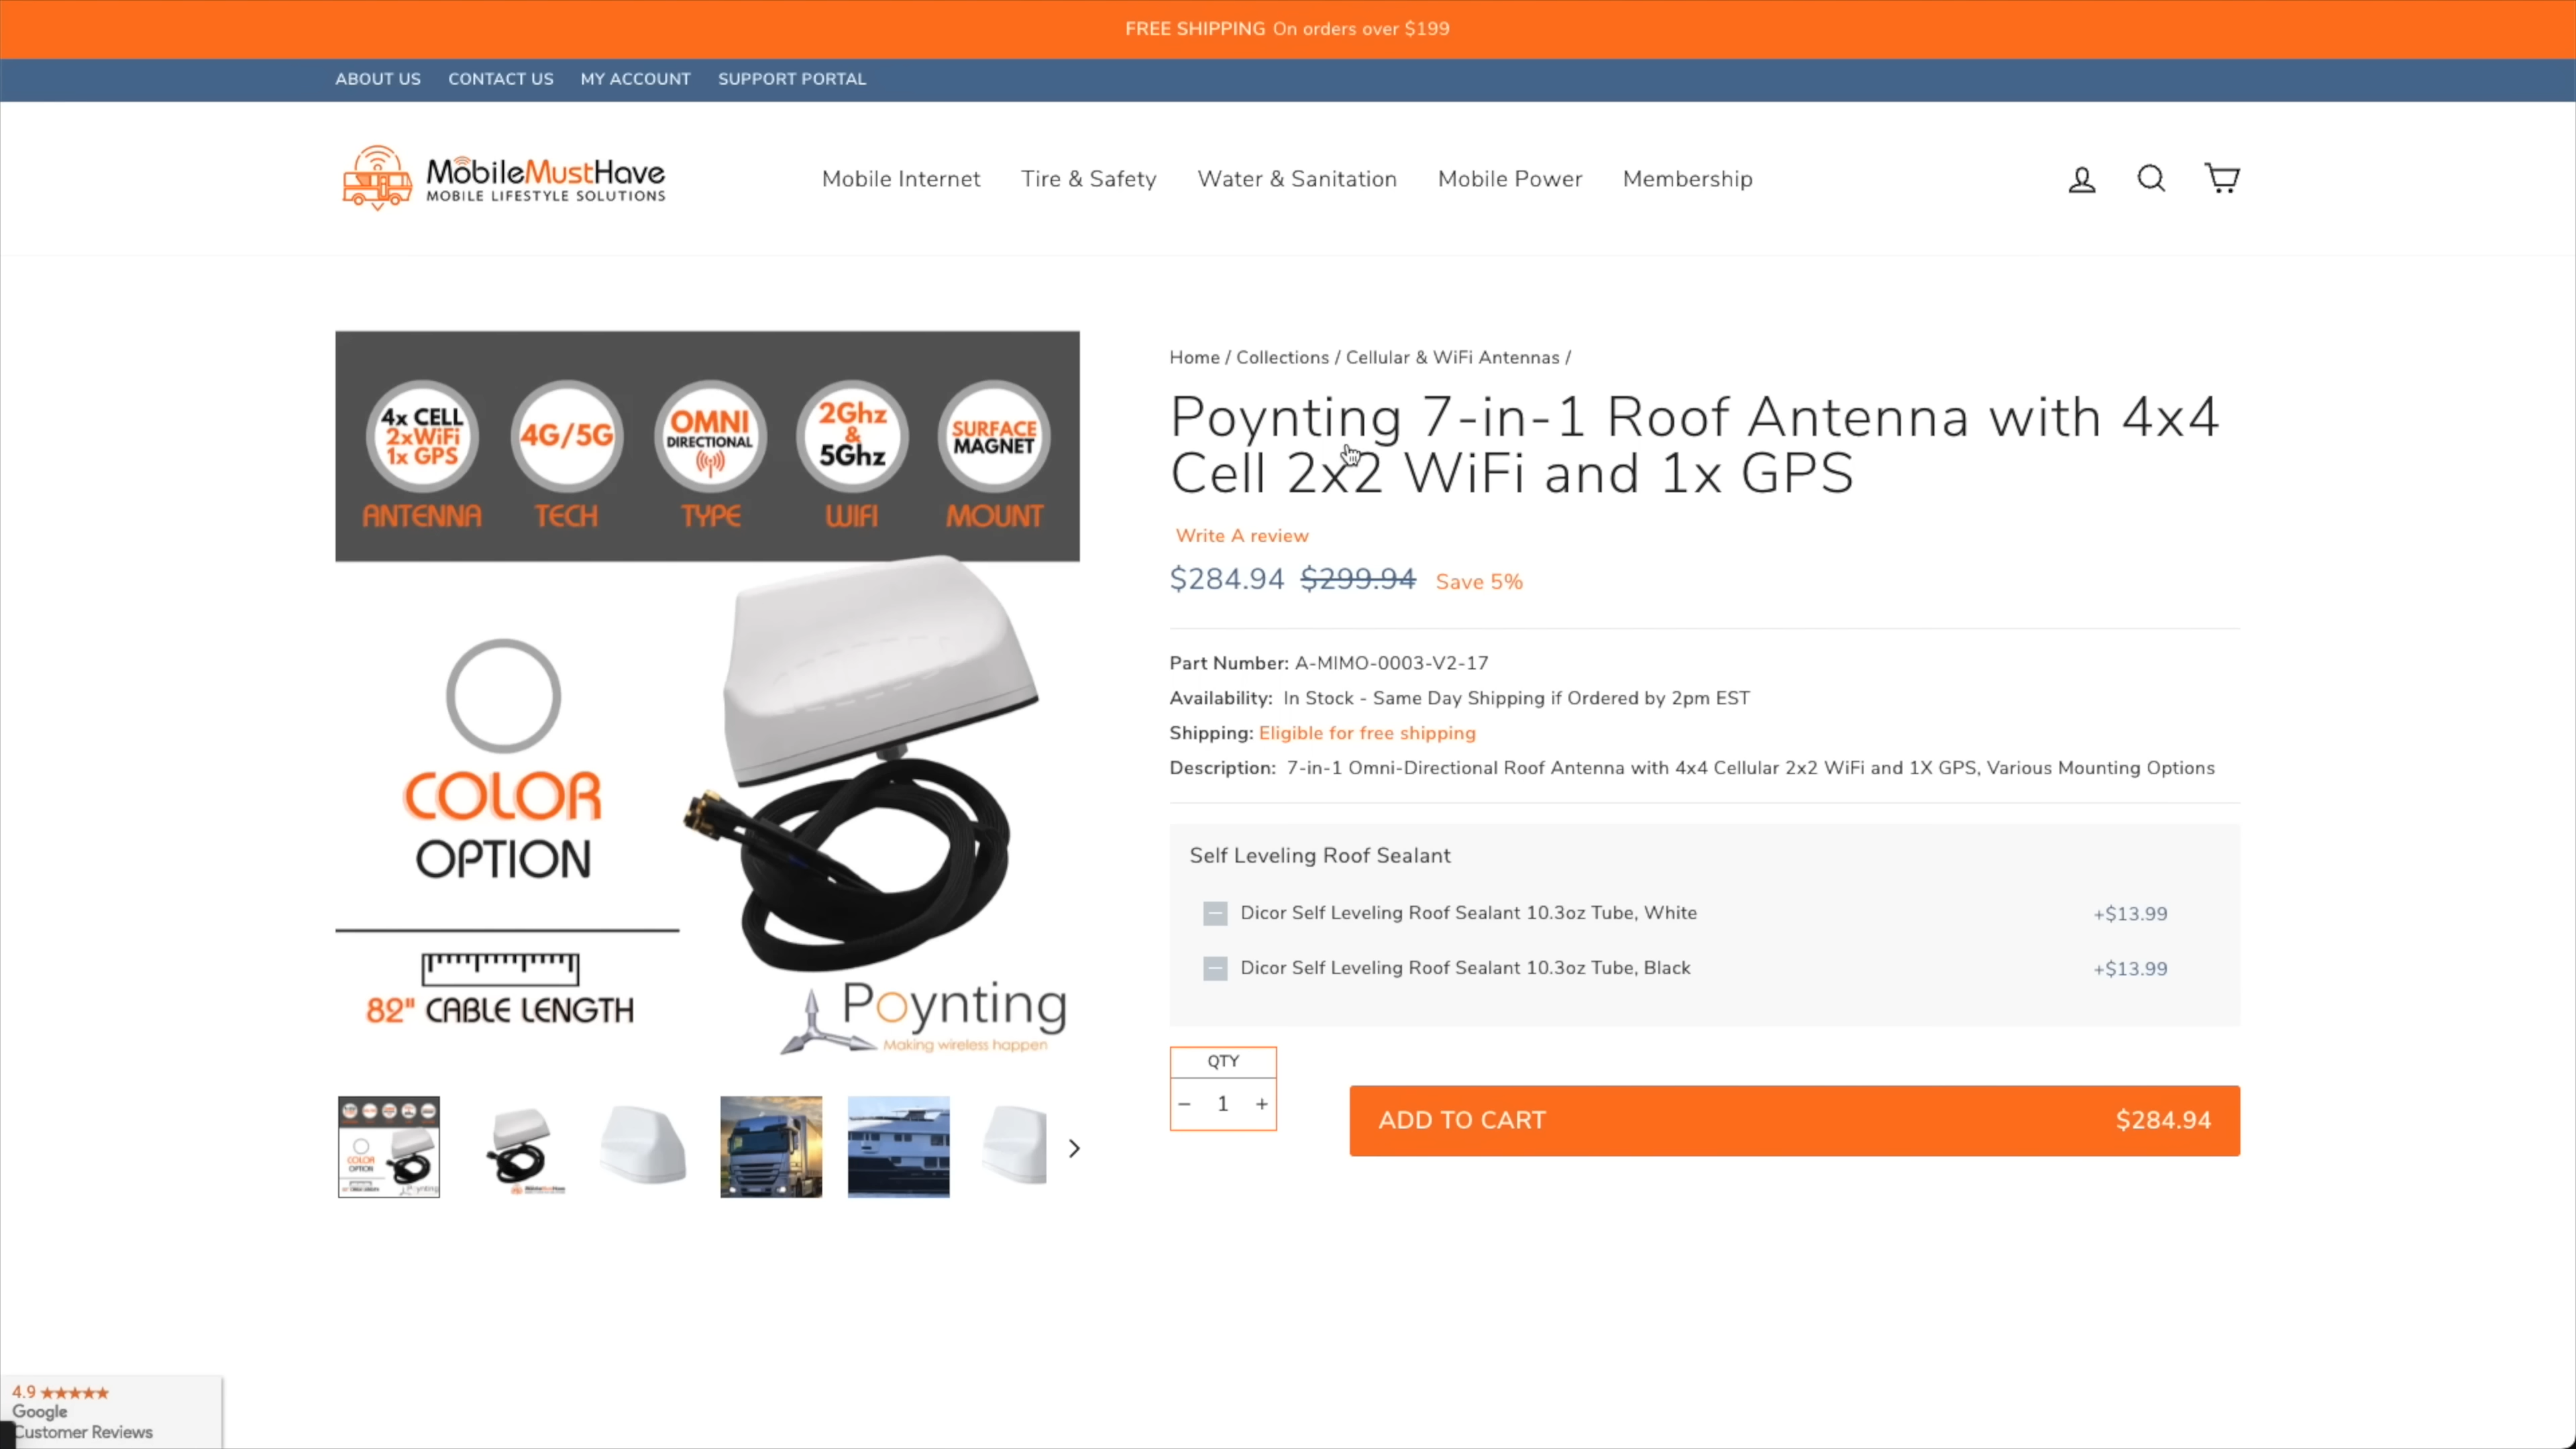 FREE SHIPPING On orders over $199
ABOUT US CONTACT US MY ACCOUNT SUPPORT PORTAL
MobileMustHave
MOBILE LIFESTYLE SOLUTIONS
Mobile Internet Tire & Safety Water & Sanitation Mobile Power Membership
4x CELL
2xWiFi
1x GPS
ANTENNA
4G/5G
TECH
OMNI
DIRECTIONAL
TYPE
2Ghz
&
5Ghz
WIFI
SURFACE
MAGNET
MOUNT
COLOR
OPTION
82" CABLE LENGTH
Poynting
Making wireless happen
Home / Collections / Cellular & WiFi Antennas /
Poynting 7-in-1 Roof Antenna with 4x4
Cell 2x2 WiFi and 1x GPS
Write A review
$284.94 $299.94 Save 5%
Part Number: A-MIMO-0003-V2-17
Availability: In Stock - Same Day Shipping if Ordered by 2pm EST
Shipping: Eligible for free shipping
Description: 7-in-1 Omni-Directional Roof Antenna with 4x4 Cellular 2x2 WiFi and 1X GPS, Various Mounting Options
Self Leveling Roof Sealant
Dicor Self Leveling Roof Sealant 10.3oz Tube, White +$13.99
Dicor Self Leveling Roof Sealant 10.3oz Tube, Black +$13.99
QTY
− 1 +
ADD TO CART $284.94
COLOR
OPTION
4.9 ★★★★★
Google
Customer Reviews